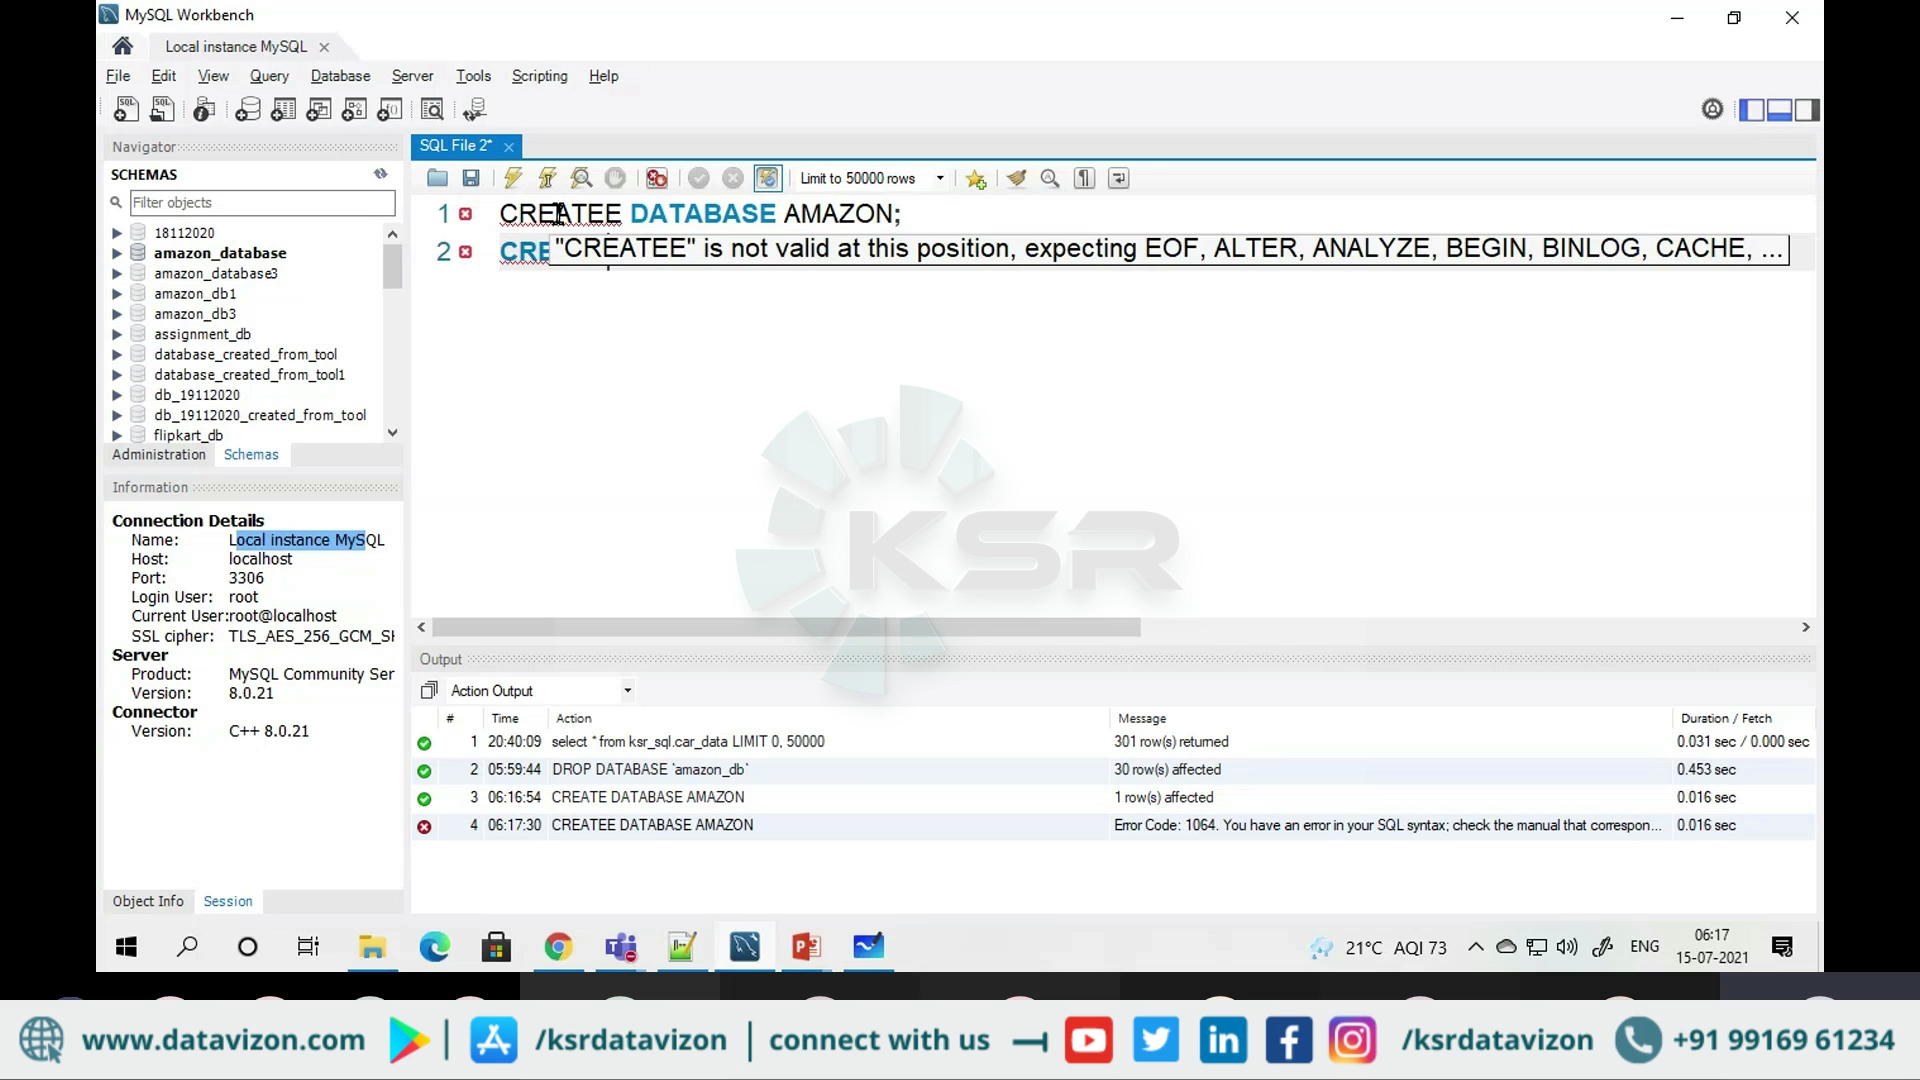 MySQL Workbench
Local instance MySQL
File Edit View Query Database Server Tools Scripting Help
Navigator
SCHEMAS
Filter objects
18112020
amazon_database
amazon_database3
amazon_db1
amazon_db3
assignment_db
database_created_from_tool
database_created_from_tool1
db_19112020
db_19112020_created_from_tool
flipkart_db
Administration Schemas
Information
Connection Details
Name: Local instance MySQL
Host: localhost
Port: 3306
Login User: root
Current User: root@localhost
SSL cipher: TLS_AES_256_GCM_SH
Server
Product: MySQL Community Ser
Version: 8.0.21
Connector
Version: C++ 8.0.21
Object Info Session
SQL File 2*
Limit to 50000 rows
1 CREATEE DATABASE AMAZON;
2 CRE
"CREATEE" is not valid at this position, expecting EOF, ALTER, ANALYZE, BEGIN, BINLOG, CACHE, ...
KSR
Output
Action Output
# Time Action Message Duration / Fetch
1 20:40:09 select * from ksr_sql.car_data LIMIT 0, 50000 301 row(s) returned 0.031 sec / 0.000 sec
2 05:59:44 DROP DATABASE `amazon_db` 30 row(s) affected 0.453 sec
3 06:16:54 CREATE DATABASE AMAZON 1 row(s) affected 0.016 sec
4 06:17:30 CREATEE DATABASE AMAZON Error Code: 1064. You have an error in your SQL syntax; check the manual that correspon... 0.016 sec
21°C AQI 73 ENG 06:17
15-07-2021
www.datavizon.com | /ksrdatavizon | connect with us /ksrdatavizon +91 99169 61234